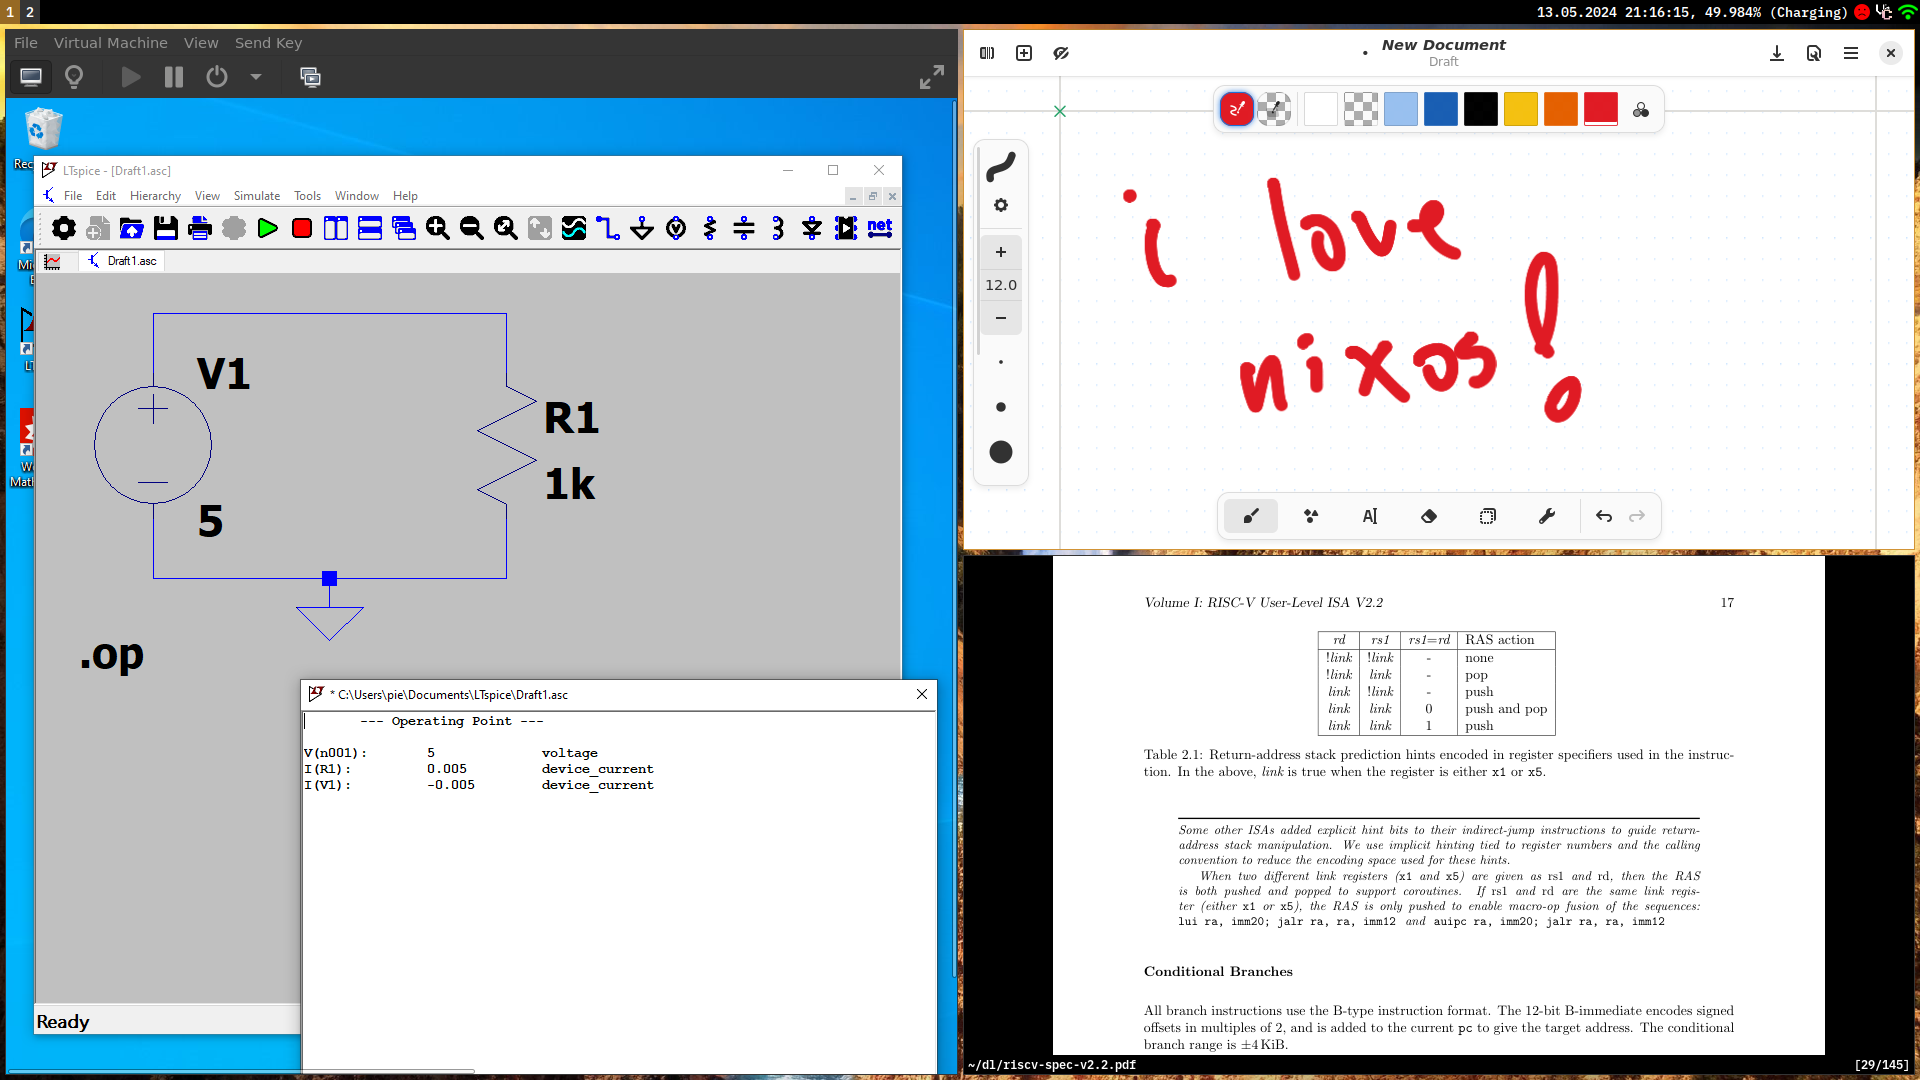 1 2
13.05.2024 21:16:15, 49.984% (Charging)
File Virtual Machine View Send Key
LTspice - [Draft1.asc]
File Edit Hierarchy View Simulate Tools Window Help
net
Draft1.asc
V1
5
R1
1k
.op
Ready
* C:\Users\pie\Documents\LTspice\Draft1.asc
--- Operating Point ---
V(n001): 5 voltage
I(R1): 0.005 device_current
I(V1): -0.005 device_current
New Document
Draft
12.0
i love
nixos!
Volume I: RISC-V User-Level ISA V2.2 17
rd rs1 rs1=rd RAS action
!link !link - none
!link link - pop
link !link - push
link link 0 push and pop
link link 1 push
Table 2.1: Return-address stack prediction hints encoded in register specifiers used in the instruc-
tion. In the above, link is true when the register is either x1 or x5.
Some other ISAs added explicit hint bits to their indirect-jump instructions to guide return-
address stack manipulation. We use implicit hinting tied to register numbers and the calling
convention to reduce the encoding space used for these hints.
When two different link registers (x1 and x5) are given as rs1 and rd, then the RAS
is both pushed and popped to support coroutines. If rs1 and rd are the same link regis-
ter (either x1 or x5), the RAS is only pushed to enable macro-op fusion of the sequences:
lui ra, imm20; jalr ra, ra, imm12 and auipc ra, imm20; jalr ra, ra, imm12
Conditional Branches
All branch instructions use the B-type instruction format. The 12-bit B-immediate encodes signed
offsets in multiples of 2, and is added to the current pc to give the target address. The conditional
branch range is ±4 KiB.
~/dl/riscv-spec-v2.2.pdf [29/145]